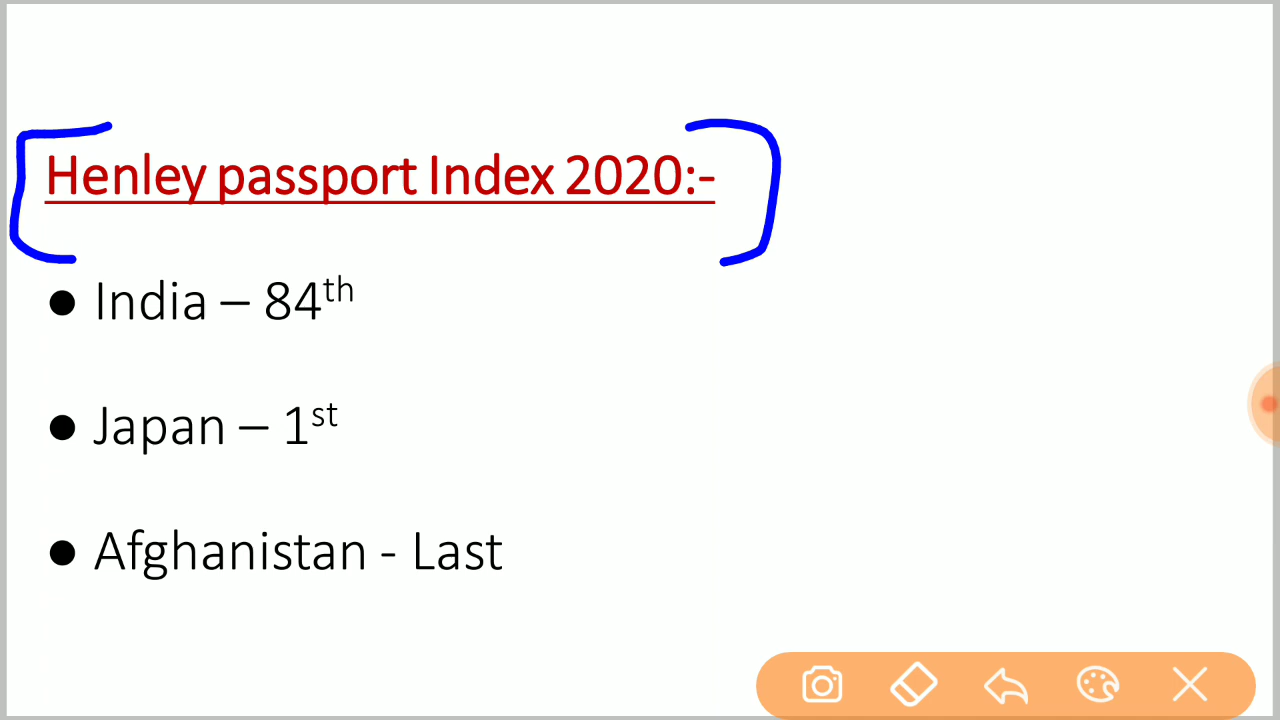 Henley passport Index 2020:-
● India – 84th
● Japan – 1st
● Afghanistan - Last